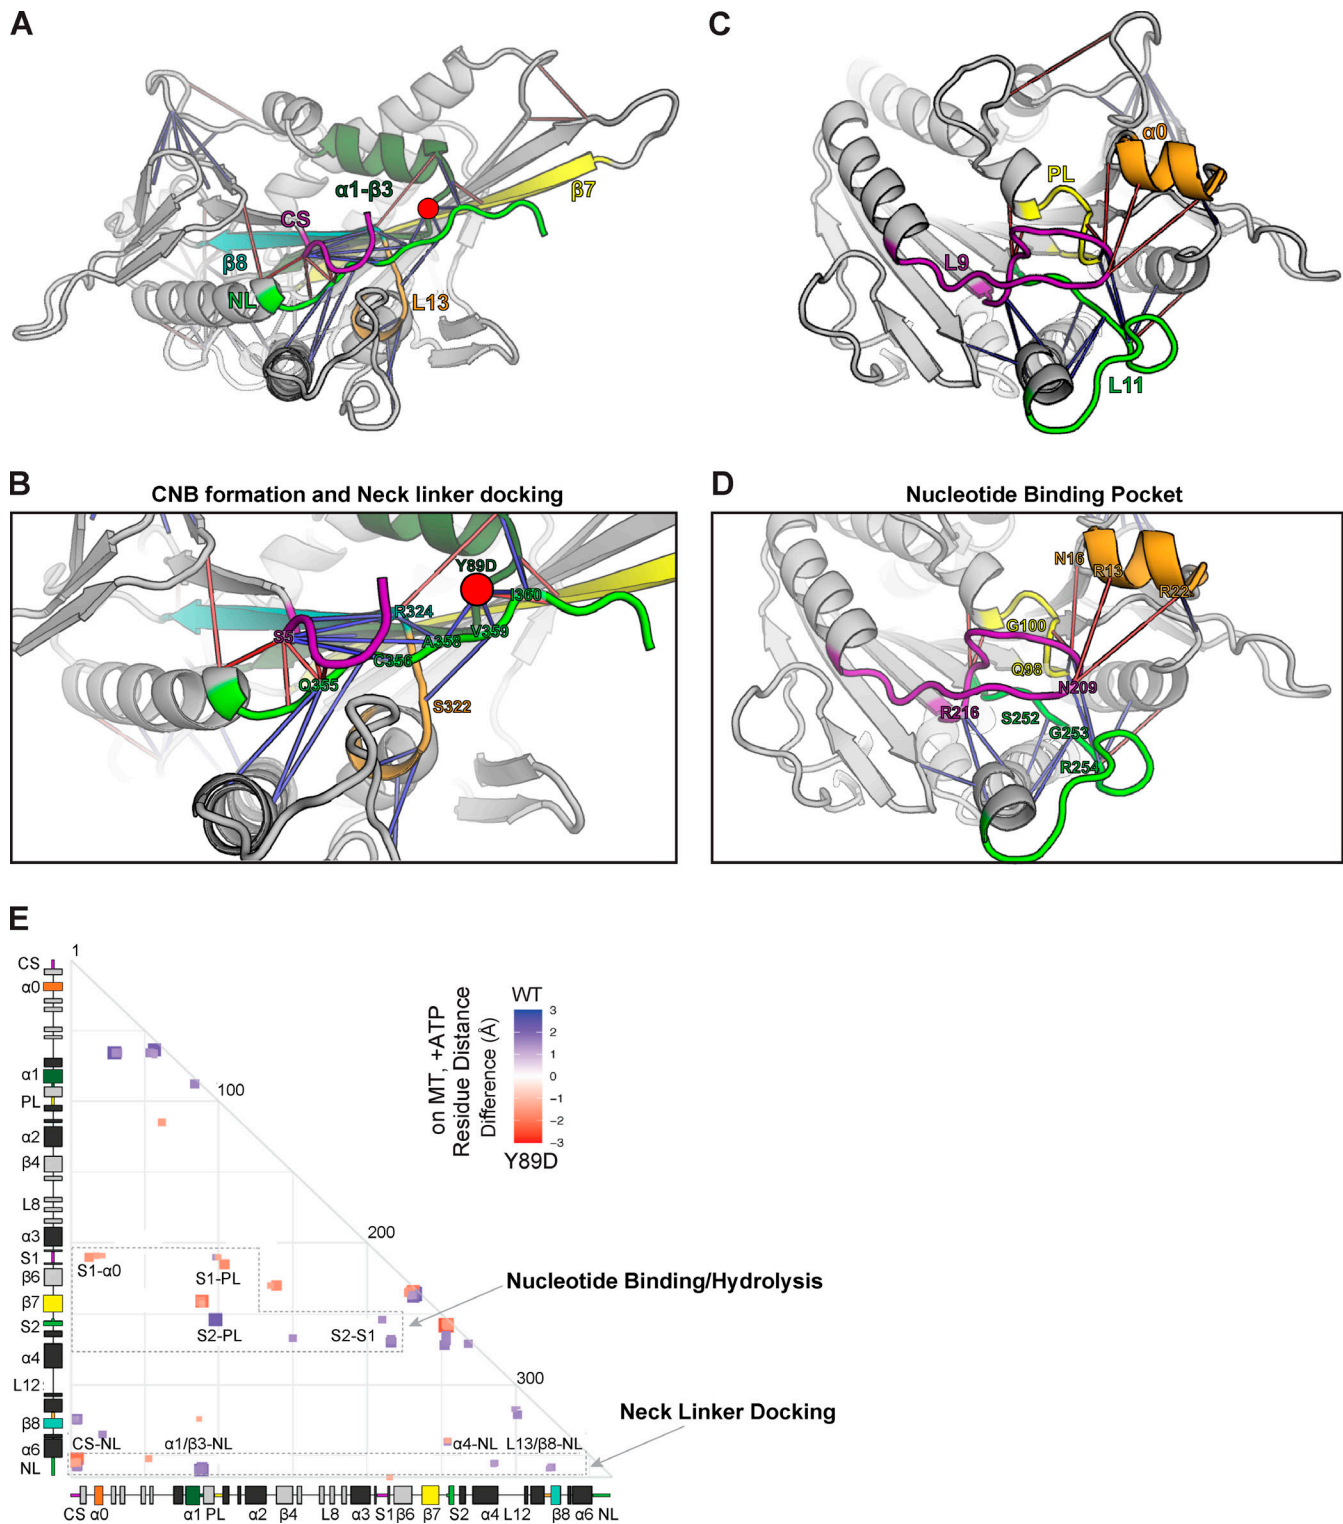 A
α1-β3
β7
CS
β8
NL
L13
C
α0
PL
L9
L11
B
CNB formation and Neck linker docking
Y89D
I360
R324
S5
V359
A358
C356
Q355
S322
D
Nucleotide Binding Pocket
N16
R13
R22
G100
Q98
N209
R216
S252
G253
R254
E
1
100
200
300
CS
α0
α1
PL
α2
β4
L8
α3
S1
β6
β7
S2
α4
L12
β8
α6
NL
on MT, +ATP
Residue Distance
Difference (Å)
WT
3
2
1
0
−1
−2
−3
Y89D
S1-α0
S1-PL
S2-PL
S2-S1
Nucleotide Binding/Hydrolysis
Neck Linker Docking
CS-NL
α1/β3-NL
α4-NL
L13/β8-NL
CS α0 α1 PL α2 β4 L8 α3 S1 β6 β7 S2 α4 L12 β8 α6 NL